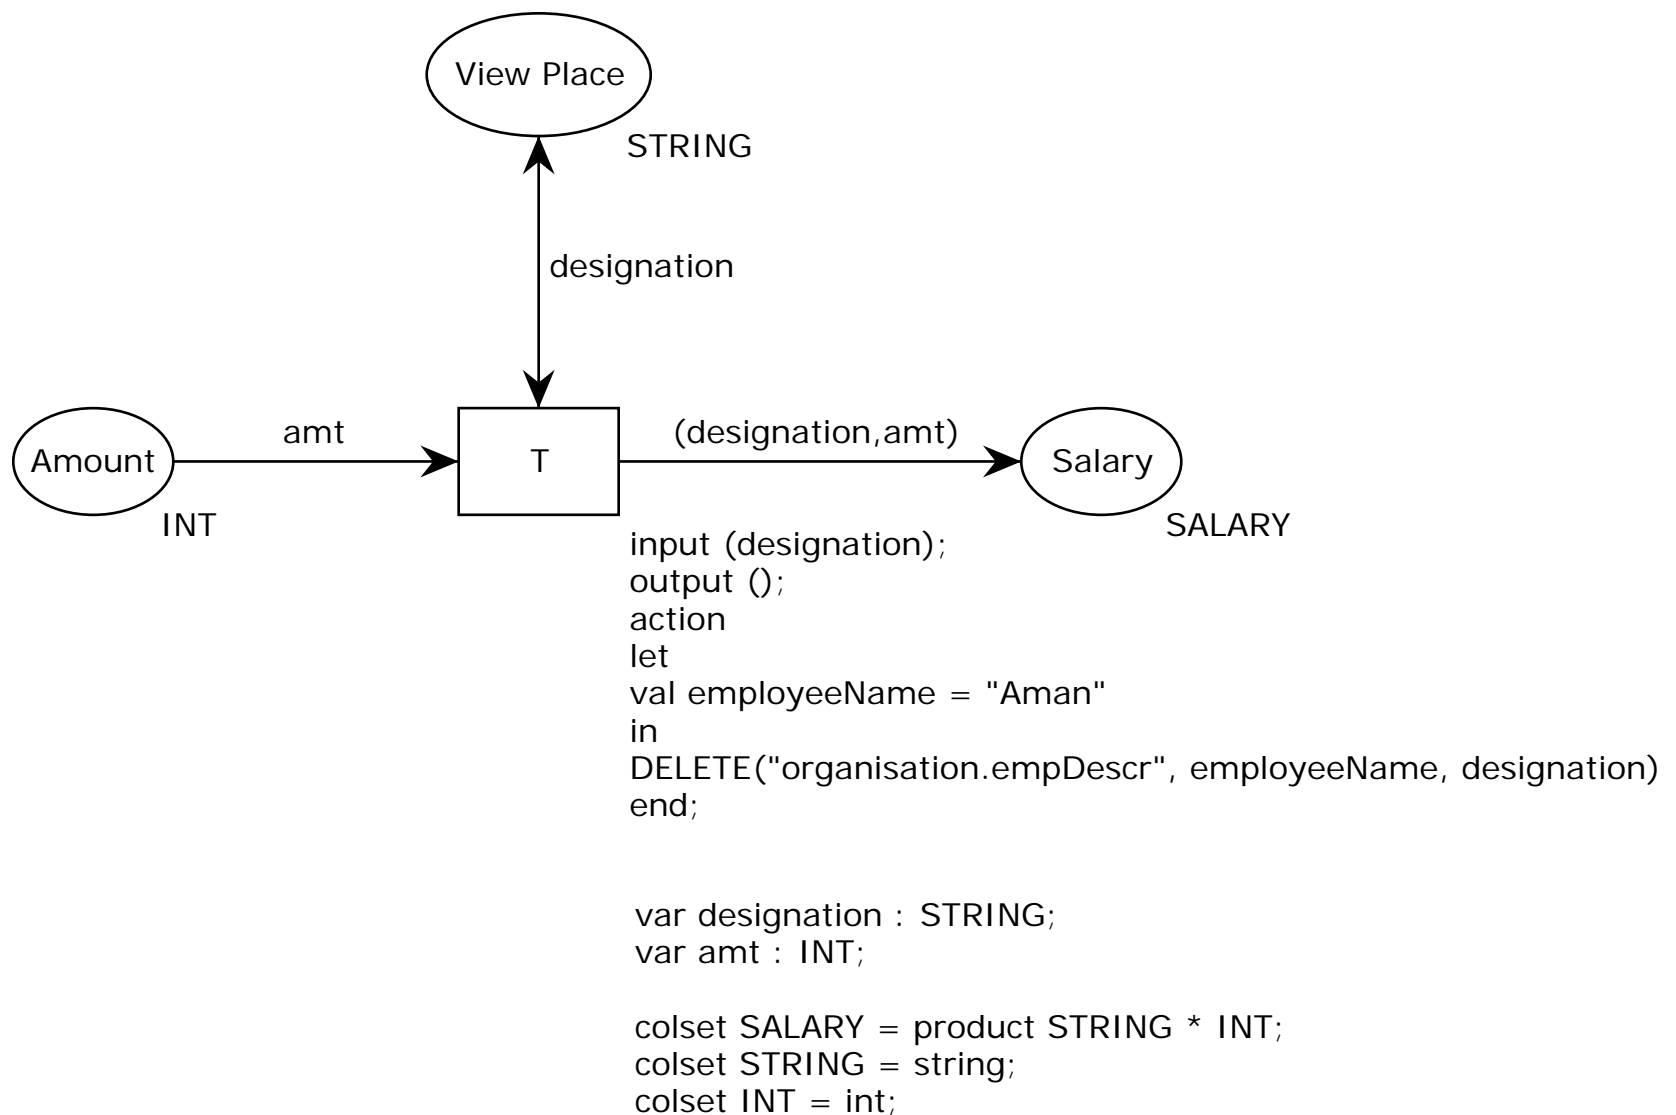 View Place
STRING
designation
Amount
INT
amt
T
(designation,amt)
Salary
SALARY
input (designation);
output ();
action
let
val employeeName = "Aman"
in
DELETE("organisation.empDescr", employeeName, designation)
end;
var designation : STRING;
var amt : INT;
colset SALARY = product STRING * INT;
colset STRING = string;
colset INT = int;